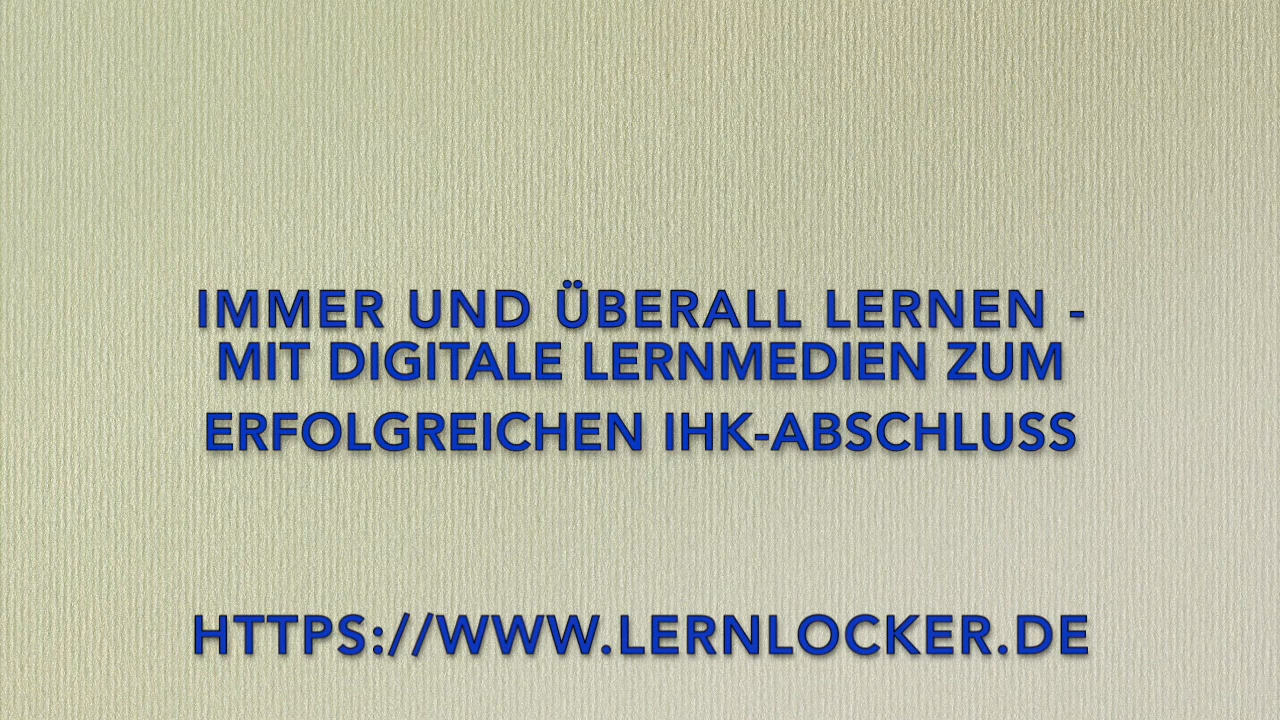 IMMER UND ÜBERALL LERNEN -
MIT DIGITALE LERNMEDIEN ZUM
ERFOLGREICHEN IHK-ABSCHLUSS
HTTPS://WWW.LERNLOCKER.DE